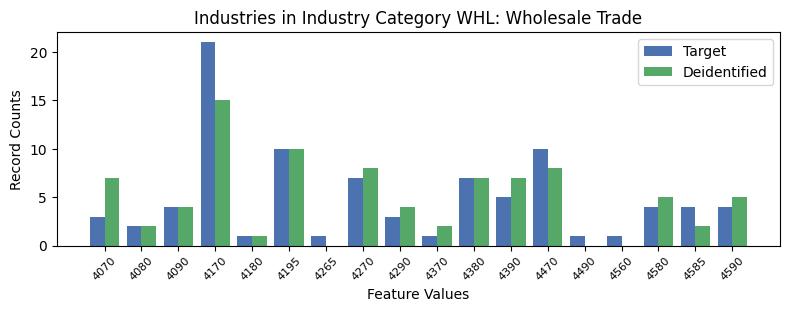 Industries in Industry Category WHL: Wholesale Trade
Target
Deidentified
Record Counts
20
15
10
5
0
4070 4080 4090 4170 4180 4195 4265 4270 4290 4370 4380 4390 4470 4490 4560 4580 4585 4590
Feature Values